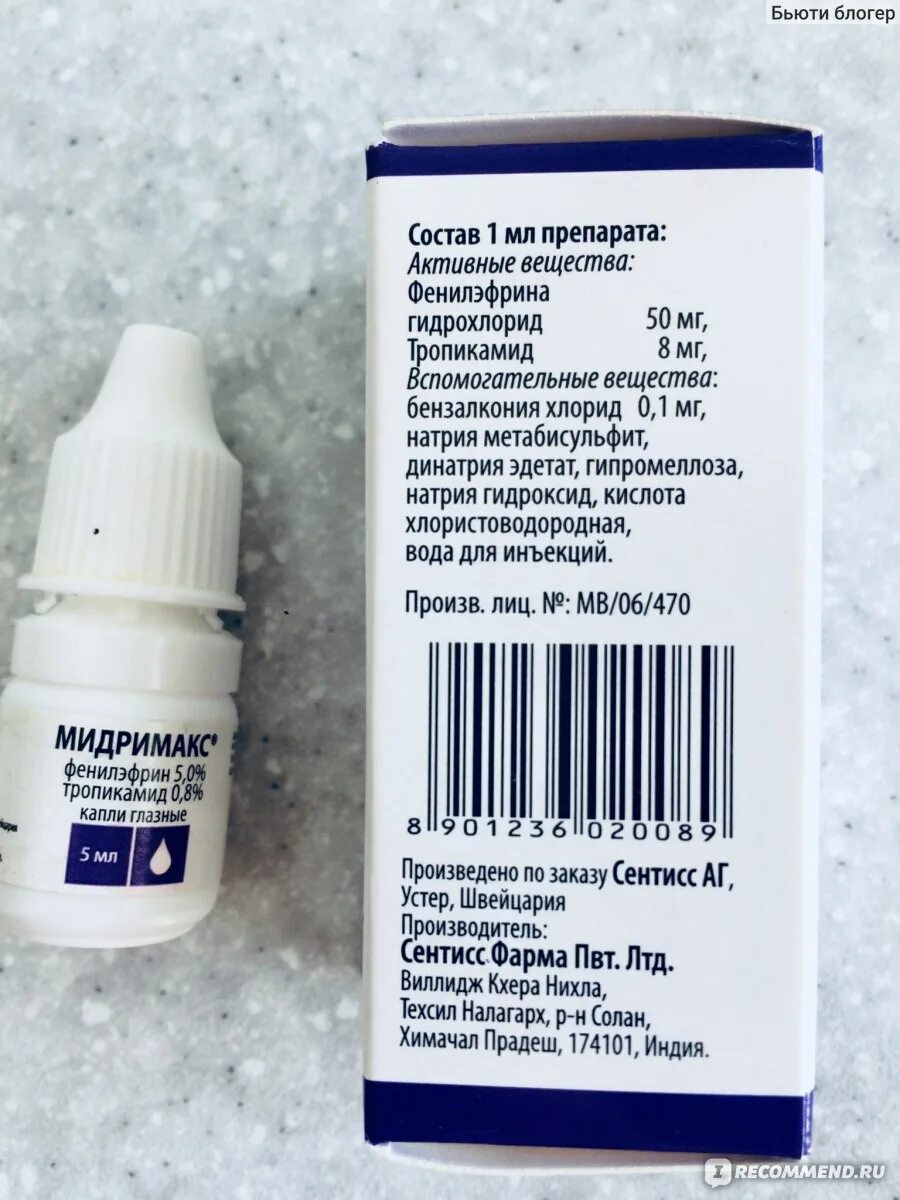 Бьюти блогер
Состав 1 мл препарата:
Активные вещества:
Фенилэфрина
гидрохлорид 50 мг,
Тропикамид 8 мг,
Вспомогательные вещества:
бензалкония хлорид 0,1 мг,
натрия метабисульфит,
динатрия эдетат, гипромеллоза,
натрия гидроксид, кислота
хлористоводородная,
вода для инъекций.
Произв. лиц. №: MB/06/470
8 901236 020089
Произведено по заказу Сентисс АГ,
Устер, Швейцария
Производитель:
Сентисс Фарма Пвт. Лтд.
Виллидж Кхера Нихла,
Техсил Налагарх, р-н Солан,
Химачал Прадеш, 174101, Индия.
МИДРИМАКС®
фенилэфрин 5,0%
тропикамид 0,8%
капли глазные
5 мл
IRECOMMEND.RU